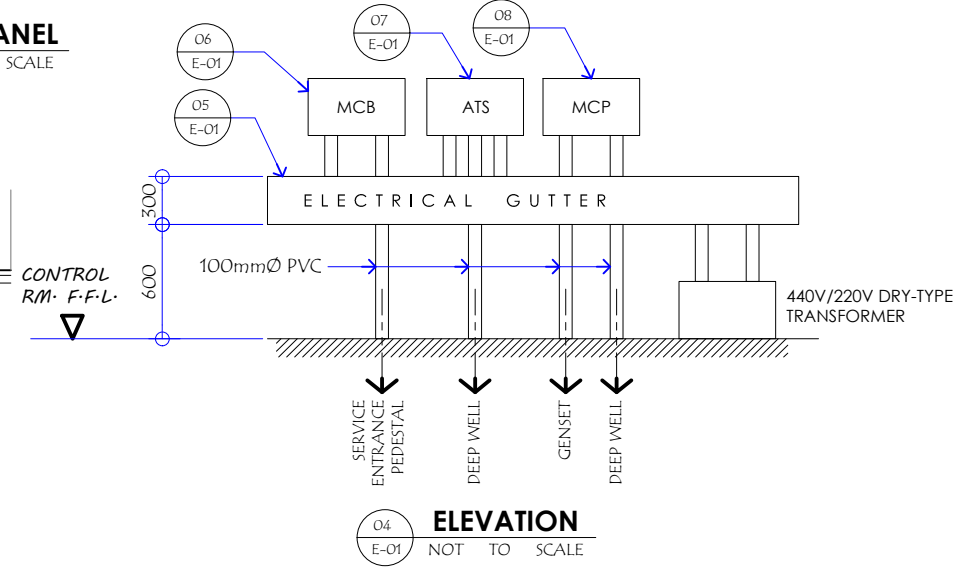 ANEL
SCALE
06
E-01
07
E-01
08
E-01
05
E-01
MCB
ATS
MCP
ELECTRICAL GUTTER
300
600
100mmØ PVC
CONTROL
RM. F.F.L.
440V/220V DRY-TYPE
TRANSFORMER
SERVICE
ENTRANCE
PEDESTAL
DEEP WELL
GENSET
DEEP WELL
04
E-01
ELEVATION
NOT TO SCALE